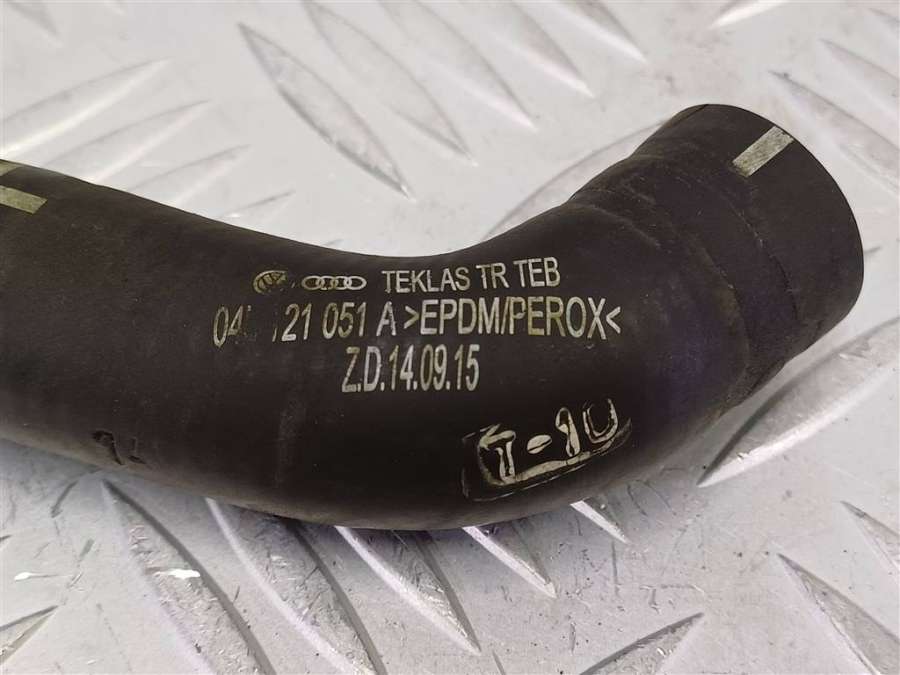 TEKLAS TR TEB
121 051 A >EPDM/PEROX<
Z.D.14.09.15
T-10